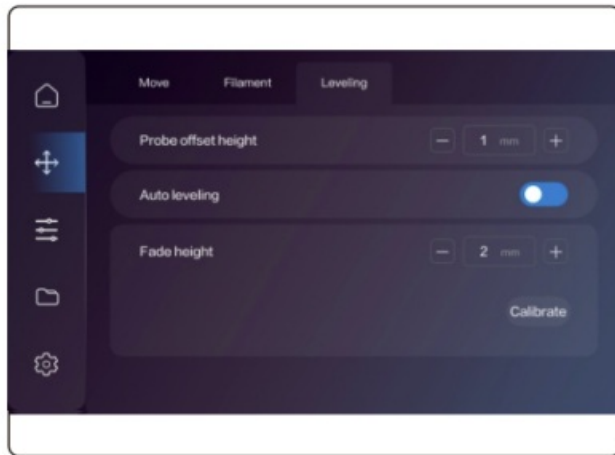 Move Filament Leveling
Probe offset height − 1 mm +
Auto leveling
Fade height − 2 mm +
Calibrate